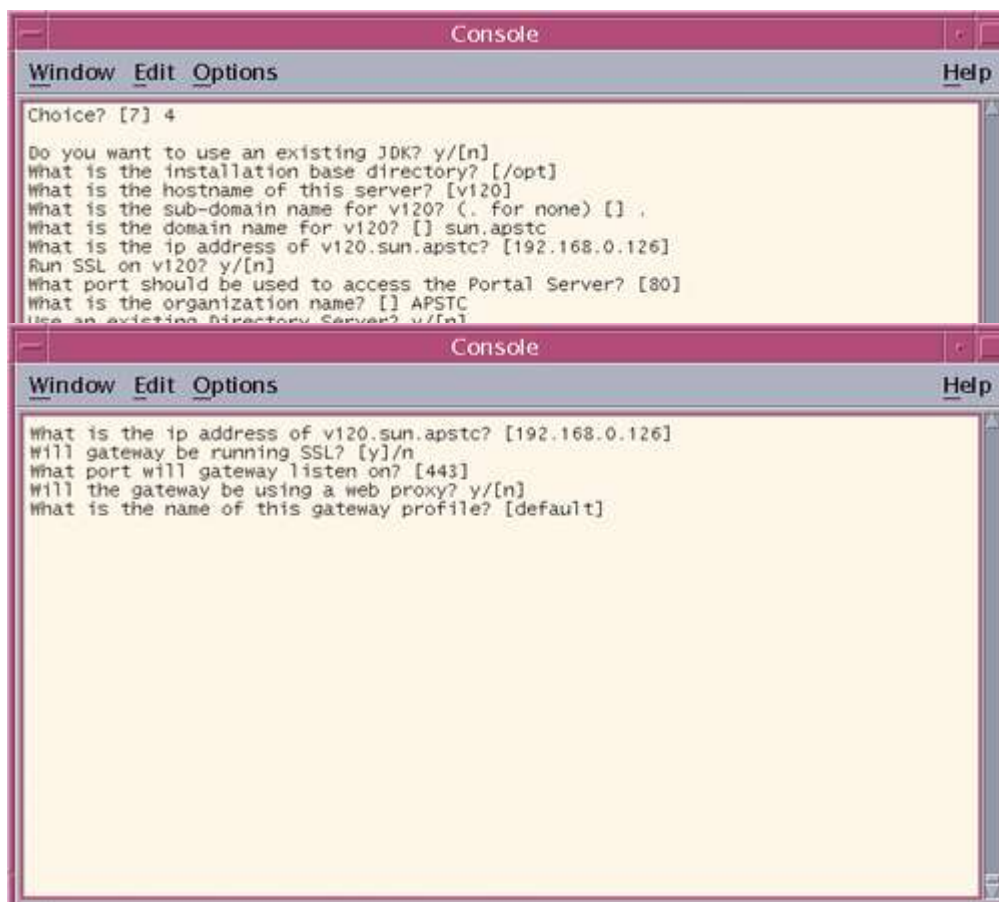 Console
Window Edit Options Help
Choice? [7] 4
Do you want to use an existing JDK? y/[n]
What is the installation base directory? [/opt]
What is the hostname of this server? [v120]
What is the sub-domain name for v120? (. for none) [] .
What is the domain name for v120? [] sun.apstc
What is the ip address of v120.sun.apstc? [192.168.0.126]
Run SSL on v120? y/[n]
What port should be used to access the Portal Server? [80]
What is the organization name? [] APSTC
Use an existing Directory Server? y/[n]
Console
Window Edit Options Help
What is the ip address of v120.sun.apstc? [192.168.0.126]
Will gateway be running SSL? [y]/n
What port will gateway listen on? [443]
Will the gateway be using a web proxy? y/[n]
What is the name of this gateway profile? [default]